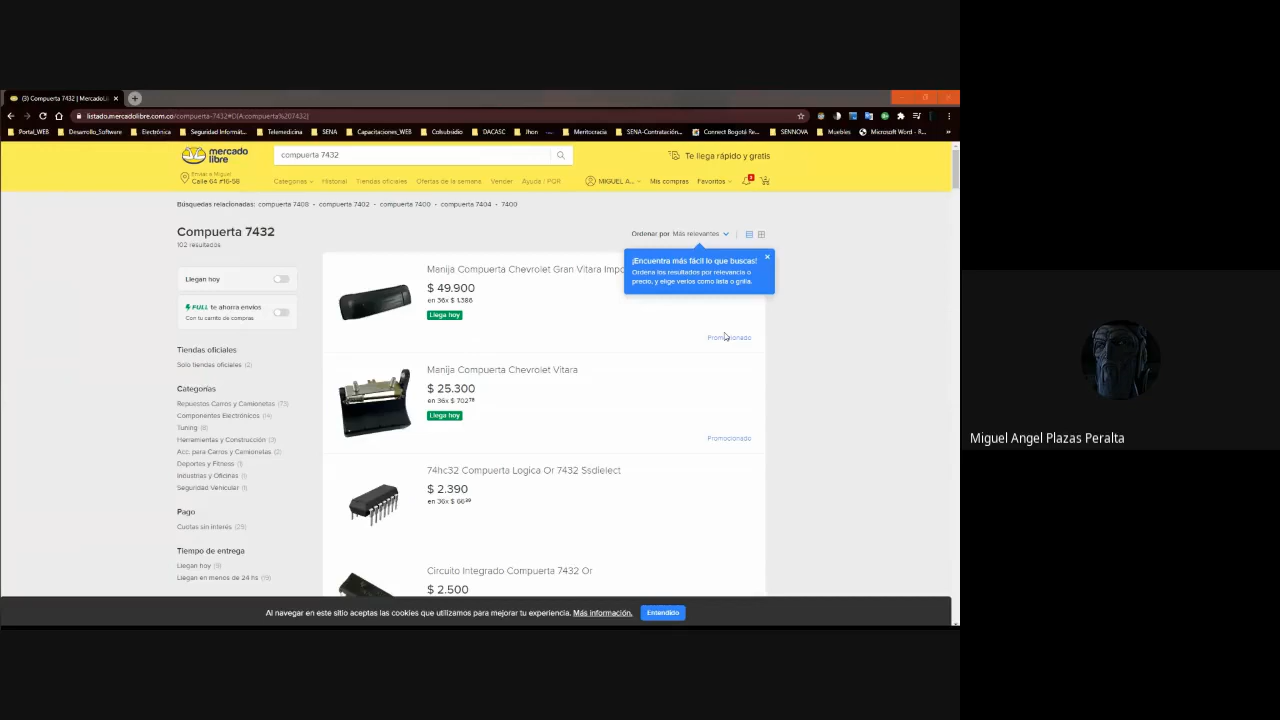 (3) Compuerta 7432 | MercadoLi
listado.mercadolibre.com.co/compuerta-7432#D[A:compuerta%207432]
Portal_WEB Desarrollo_Software Electrónica Seguridad Informát... Telemedicina SENA Capacitaciones_WEB Colsubsidio DACASC Jhon Meritocracia SENA-Contratación... Connect Bogotá Re... SENNOVA Muebles Microsoft Word - R... »
mercado
libre
compuerta 7432
Te llega rápido y gratis
Enviar a Miguel
Calle 64 #16-58
Categorías Historial Tiendas oficiales Ofertas de la semana Vender Ayuda / PQR MIGUEL A... Mis compras Favoritos
Búsquedas relacionadas: compuerta 7408 - compuerta 7402 - compuerta 7400 - compuerta 7404 - 7400
Compuerta 7432
102 resultados
Ordenar por Más relevantes
¡Encuentra más fácil lo que buscas!
Ordena los resultados por relevancia o
precio, y elige verlos como lista o grilla.
Llegan hoy
FULL te ahorra envíos
Con tu carrito de compras
Tiendas oficiales
Solo tiendas oficiales (2)
Categorías
Repuestos Carros y Camionetas (73)
Componentes Electrónicos (14)
Tuning (8)
Herramientas y Construcción (3)
Acc. para Carros y Camionetas (2)
Deportes y Fitness (1)
Industrias y Oficinas (1)
Seguridad Vehicular (1)
Pago
Cuotas sin interés (29)
Tiempo de entrega
Llegan hoy (9)
Llegan en menos de 24 hs (19)
Manija Compuerta Chevrolet Gran Vitara Impo
$ 49.900
en 36x $ 1.386
Llega hoy
Promocionado
Manija Compuerta Chevrolet Vitara
$ 25.300
en 36x $ 702⁷⁸
Llega hoy
Promocionado
74hc32 Compuerta Logica Or 7432 Ssdielect
$ 2.390
en 36x $ 66³⁹
Circuito Integrado Compuerta 7432 Or
$ 2.500
Al navegar en este sitio aceptas las cookies que utilizamos para mejorar tu experiencia. Más información. Entendido
Miguel Angel Plazas Peralta